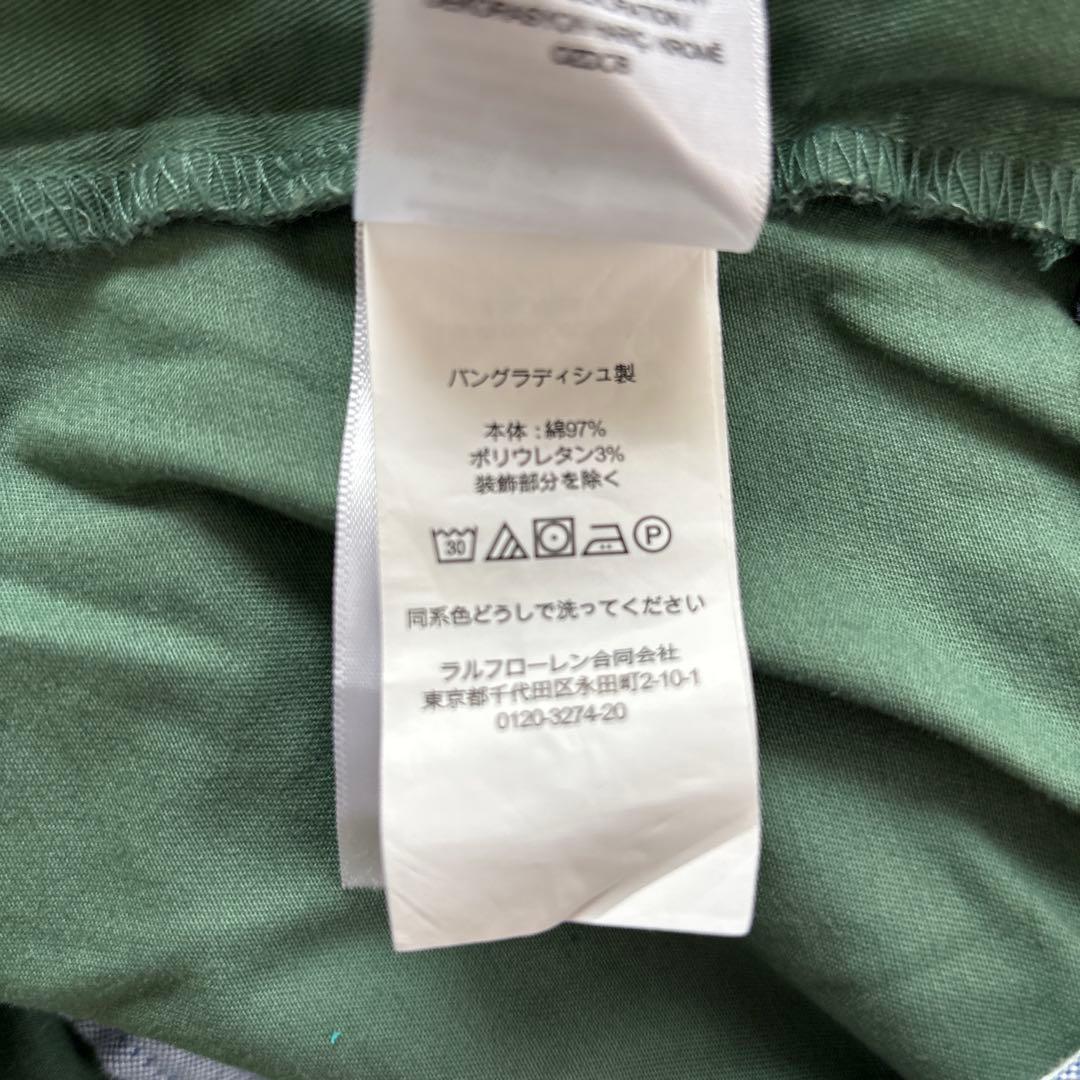 DEKORASYON HARİÇ KROME
バングラディシュ製
本体 : 綿97%
ポリウレタン3%
装飾部分を除く
30
P
同系色どうしで洗ってください
ラルフローレン合同会社
東京都千代田区永田町2-10-1
0120-3274-20